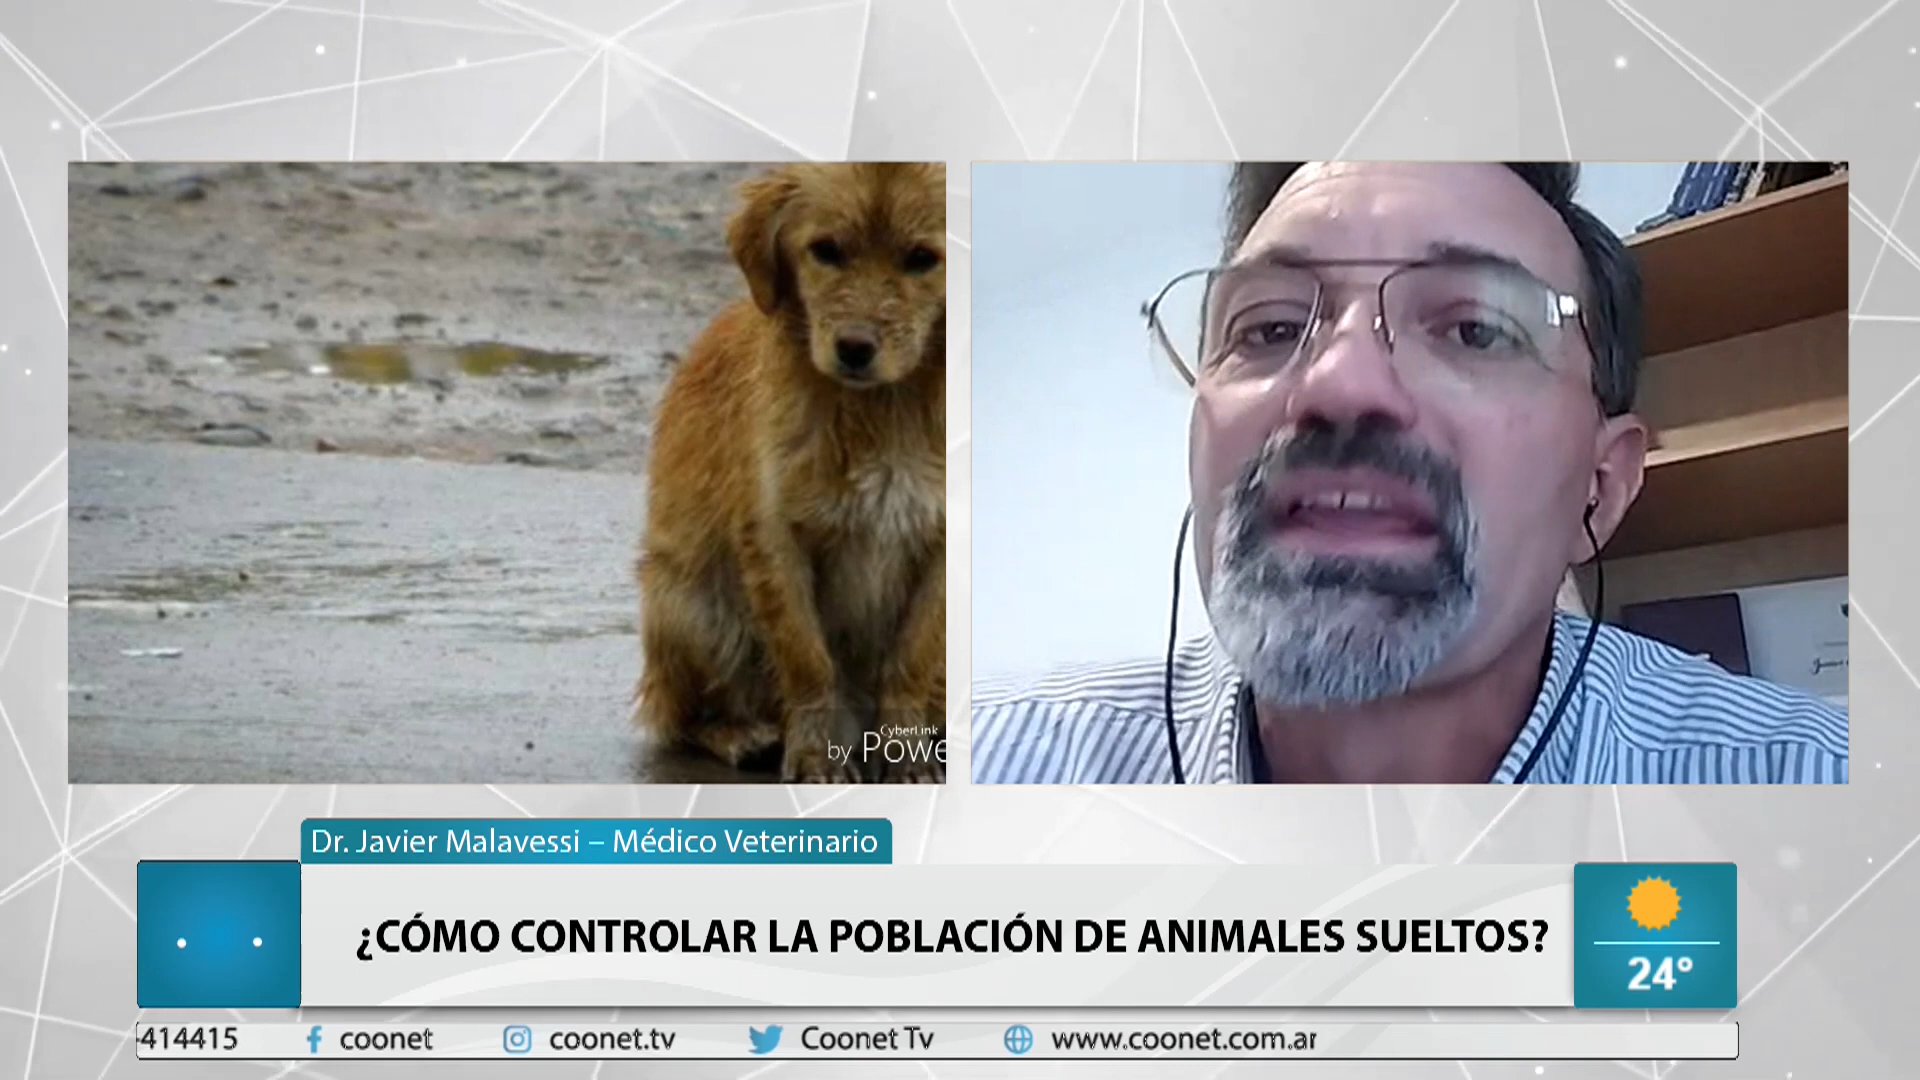 CyberLink
by Powe
Dr. Javier Malavessi – Médico Veterinario
¿CÓMO CONTROLAR LA POBLACIÓN DE ANIMALES SUELTOS?
24°
-414415 coonet coonet.tv Coonet Tv www.coonet.com.ar